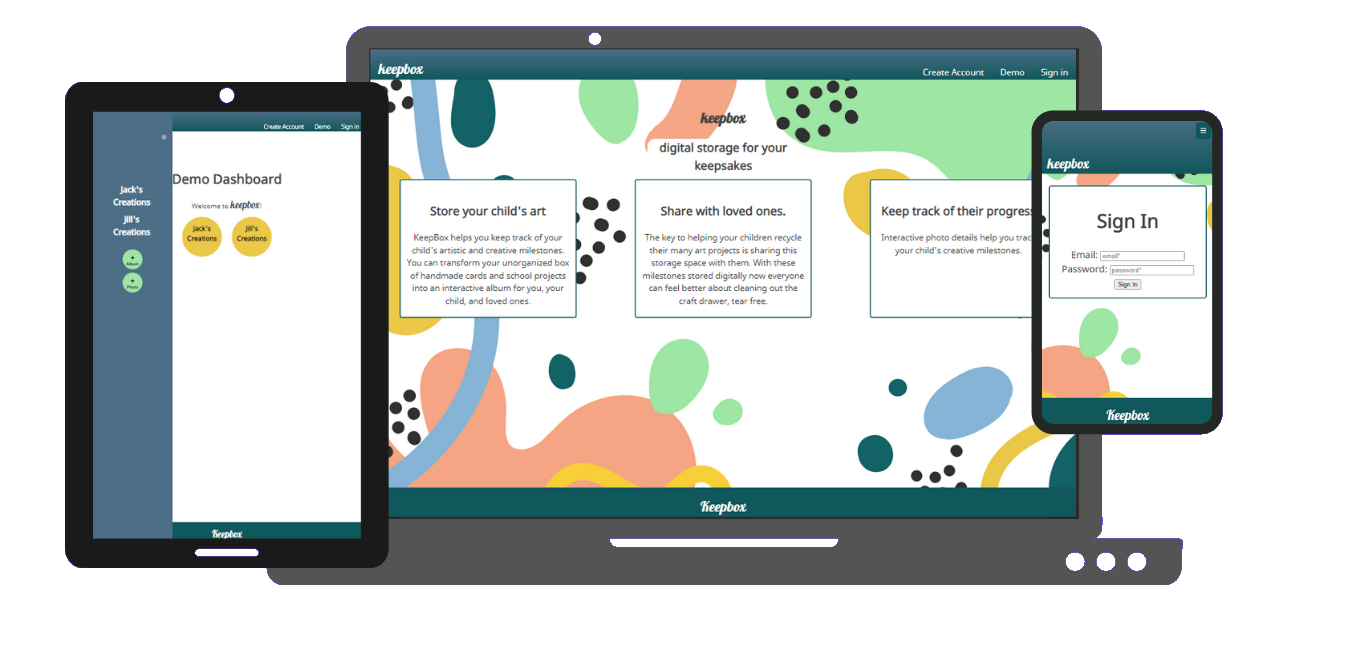 keepbox
Create Account Demo Sign in
keepbox
digital storage for your
keepsakes
Store your child's art
KeepBox helps you keep track of your
child's artistic and creative milestones.
You can transform your unorganized box
of handmade cards and school projects
into an interactive album for you, your
child, and loved ones.
Share with loved ones.
The key to helping your children recycle
their many art projects is sharing this
storage space with them. With these
milestones stored digitally now everyone
can feel better about cleaning out the
craft drawer, tear free.
Keep track of their progress
Interactive photo details help you trac
your child's creative milestones.
Keepbox
Create Account Demo Sign in
Jack's
Creations
Jill's
Creations
+
Album
+
Photo
Demo Dashboard
Welcome to keepbox!
Jack's
Creations
Jill's
Creations
Keepbox
keepbox
Sign In
Email: email*
Password: password*
Sign in
Keepbox